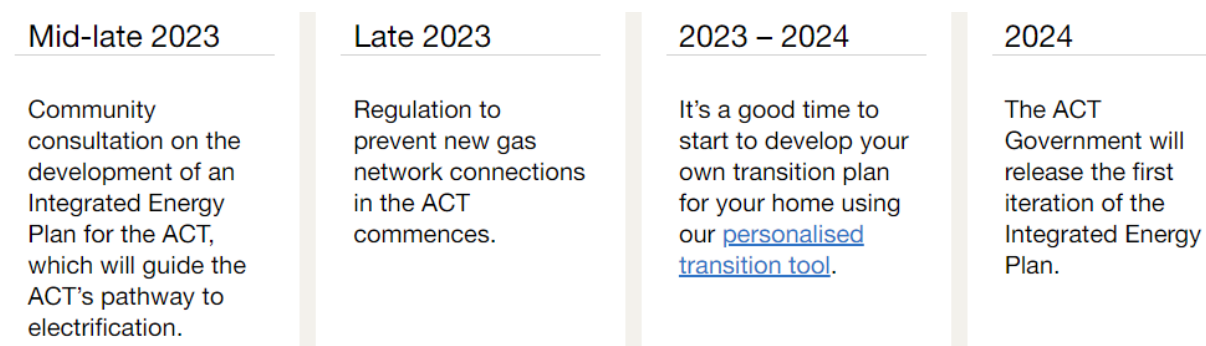 Mid-late 2023
Community
consultation on the
development of an
Integrated Energy
Plan for the ACT,
which will guide the
ACT’s pathway to
electrification.
Late 2023
Regulation to
prevent new gas
network connections
in the ACT
commences.
2023 – 2024
It’s a good time to
start to develop your
own transition plan
for your home using
our personalised
transition tool.
2024
The ACT
Government will
release the first
iteration of the
Integrated Energy
Plan.